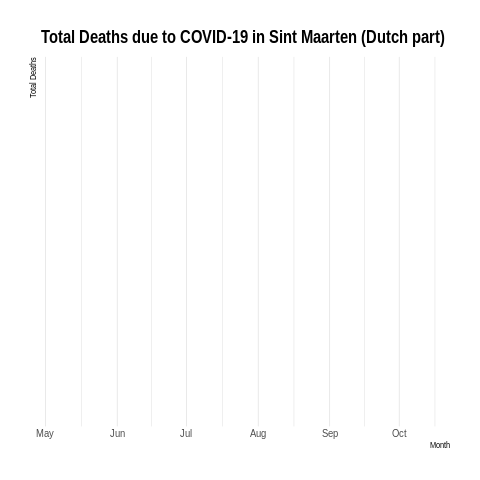 Total Deaths due to COVID-19 in Sint Maarten (Dutch part)
Total Deaths
May Jun Jul Aug Sep Oct
Month